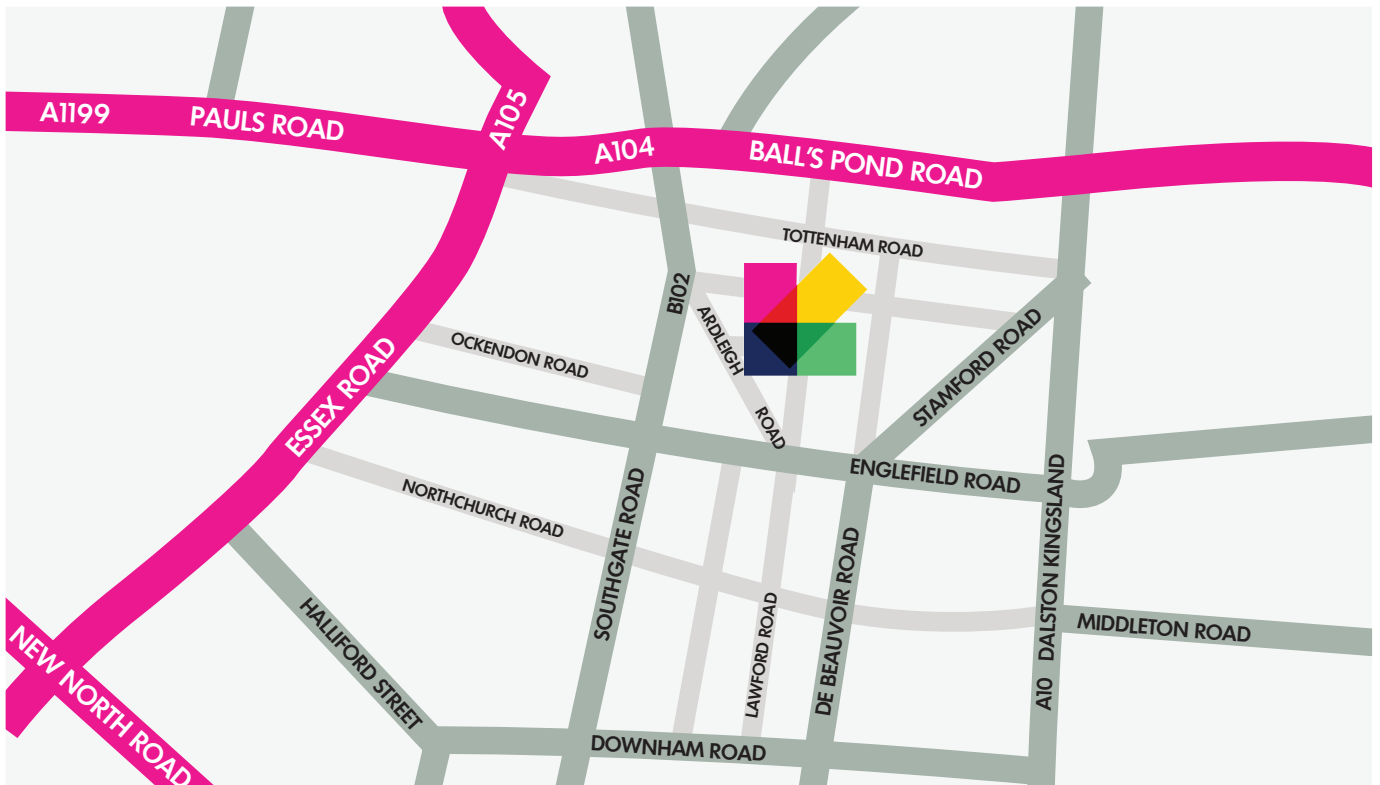 A1199
PAULS ROAD
A105
A104
BALL'S POND ROAD
TOTTENHAM ROAD
B102
ARDLEIGH
ROAD
OCKENDON ROAD
ESSEX ROAD
STAMFORD ROAD
ENGLEFIELD ROAD
NORTHCHURCH ROAD
SOUTHGATE ROAD
DE BEAUVOIR ROAD
LAWFORD ROAD
A10 DALSTON KINGSLAND
MIDDLETON ROAD
HALLIFORD STREET
NEW NORTH ROAD
DOWNHAM ROAD